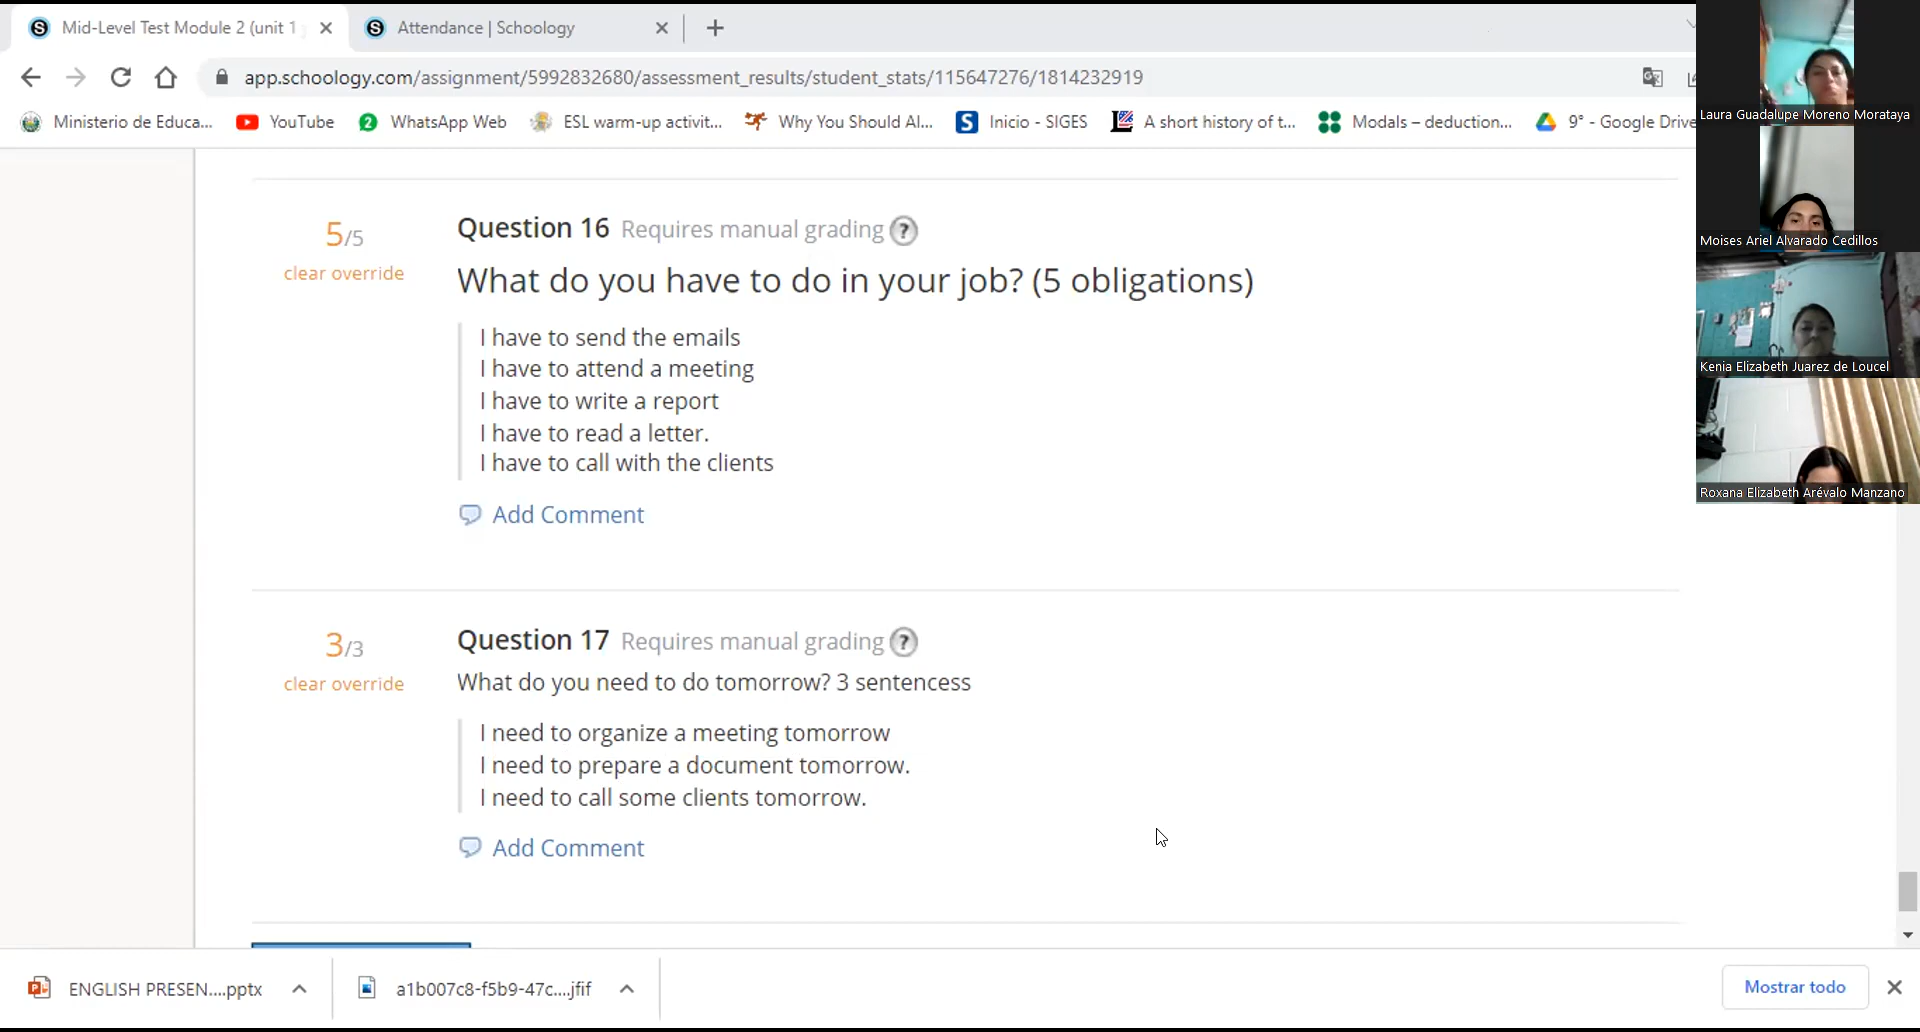 Mid-Level Test Module 2 (unit 1
Attendance | Schoology
app.schoology.com/assignment/5992832680/assessment_results/student_stats/115647276/1814232919
Ministerio de Educa...
YouTube
2
WhatsApp Web
ESL warm-up activit...
Why You Should Al...
S
Inicio - SIGES
A short history of t...
Modals – deduction...
9° - Google Drive
Laura Guadalupe Moreno Morataya
Moises Ariel Alvarado Cedillos
Kenia Elizabeth Juarez de Loucel
Roxana Elizabeth Arévalo Manzano
5/5
clear override
Question 16 Requires manual grading ?
What do you have to do in your job? (5 obligations)
I have to send the emails
I have to attend a meeting
I have to write a report
I have to read a letter.
I have to call with the clients
Add Comment
3/3
clear override
Question 17 Requires manual grading ?
What do you need to do tomorrow? 3 sentencess
I need to organize a meeting tomorrow
I need to prepare a document tomorrow.
I need to call some clients tomorrow.
Add Comment
ENGLISH PRESEN....pptx
a1b007c8-f5b9-47c....jfif
Mostrar todo